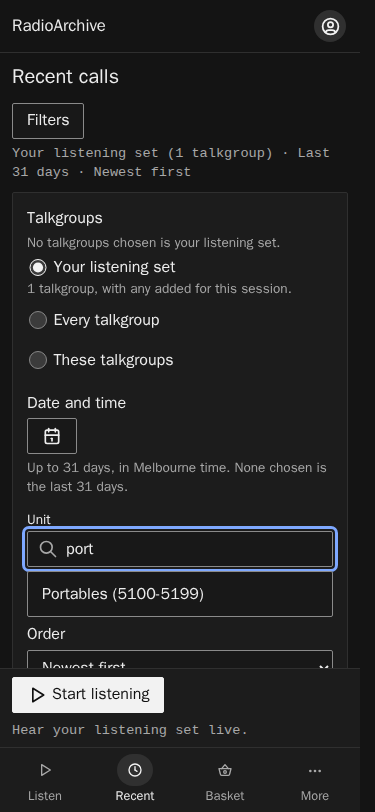 RadioArchive
Recent calls
Filters
Your listening set (1 talkgroup) · Last
31 days · Newest first
Talkgroups
No talkgroups chosen is your listening set.
Your listening set
1 talkgroup, with any added for this session.
Every talkgroup
These talkgroups
Date and time
Up to 31 days, in Melbourne time. None chosen is
the last 31 days.
Unit
port
Portables (5100-5199)
Order
Newest first
Start listening
Hear your listening set live.
Listen
Recent
Basket
More